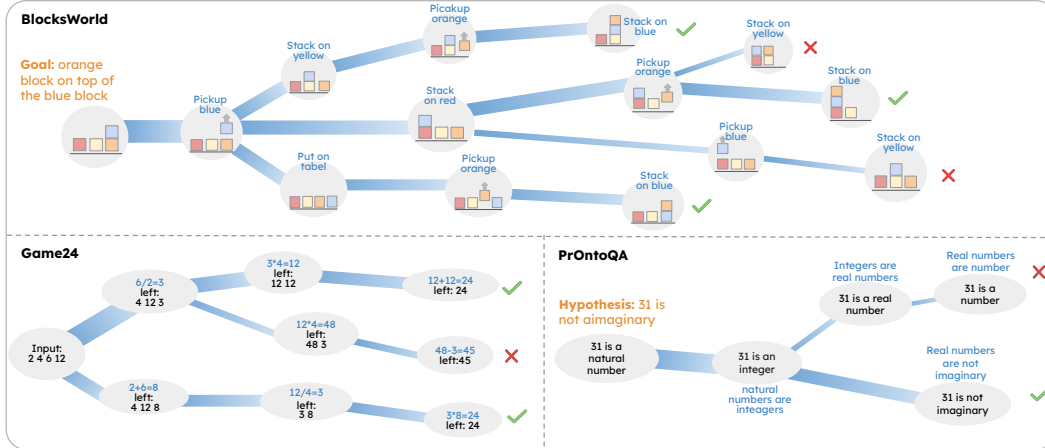 BlocksWorld
Goal: orange
block on top of
the blue block
Pickup
blue
Stack on
yellow
Picakup
orange
Stack on
blue
Stack
on red
Pickup
orange
Stack on
yellow
Stack on
blue
Pickup
blue
Stack on
yellow
Put on
tabel
Pickup
orange
Stack
on blue
Game24
Input:
2 4 6 12
6/2=3
left:
4 12 3
3*4=12
left:
12 12
12+12=24
left: 24
12*4=48
left:
48 3
48-3=45
left:45
2+6=8
left:
4 12 8
12/4=3
left:
3 8
3*8=24
left: 24
PrOntoQA
Hypothesis: 31 is
not aimaginary
31 is a
natural
number
31 is an
integer
natural
numbers are
inteagers
Integers are
real numbers
31 is a real
number
Real numbers
are number
31 is a
number
Real numbers
are not
imaginary
31 is not
imaginary